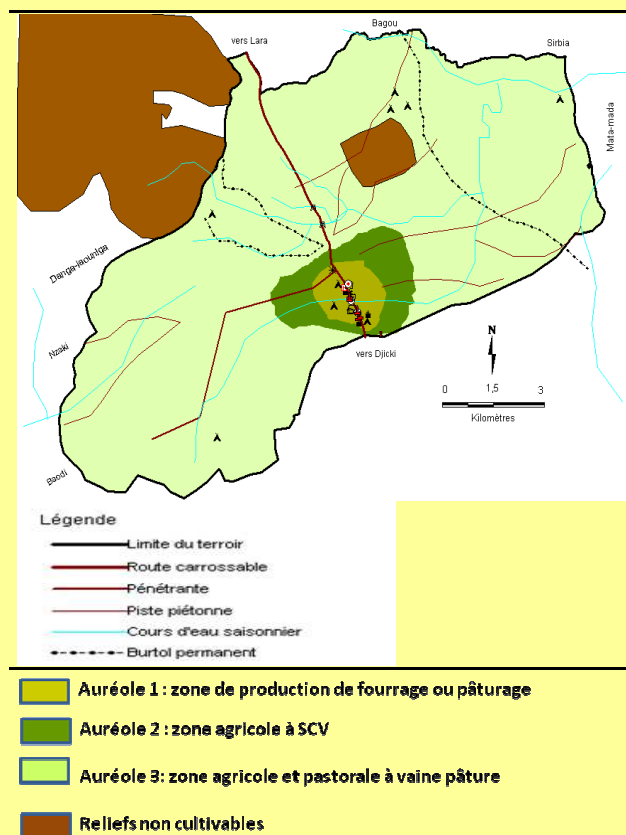 Bagou
vers Lara
Sirbia
Mata-mada
Danga-laouniga
Nzaki
Baodi
vers Djicki
N
0 1,5 3
Kilomètres
Légende
Limite du terroir
Route carrossable
Pénétrante
Piste piétonne
Cours d'eau saisonnier
Burtol permanent
Auréole 1 : zone de production de fourrage ou pâturage
Auréole 2 : zone agricole à SCV
Auréole 3: zone agricole et pastorale à vaine pâture
Reliefs non cultivables